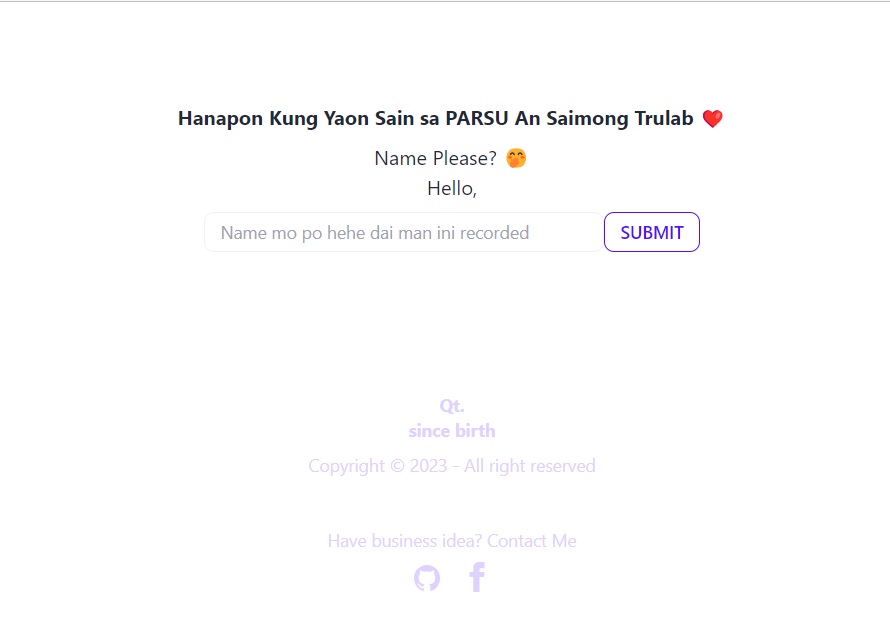 Hanapon Kung Yaon Sain sa PARSU An Saimong Trulab ❤️
Name Please? 🤭
Hello,
Name mo po hehe dai man ini recorded
SUBMIT
Qt.
since birth
Copyright © 2023 - All right reserved
Have business idea? Contact Me